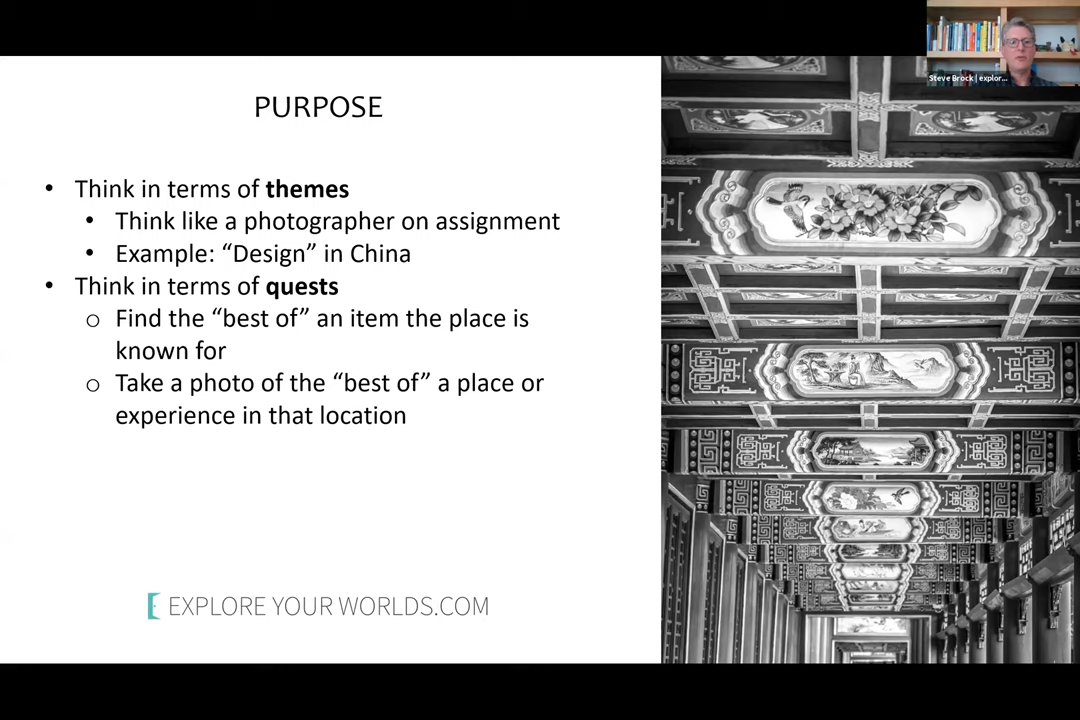 Steve Brock | explor...
PURPOSE
• Think in terms of themes
• Think like a photographer on assignment
• Example: “Design” in China
• Think in terms of quests
o Find the “best of” an item the place is
known for
o Take a photo of the “best of” a place or
experience in that location
EXPLORE YOUR WORLDS.COM